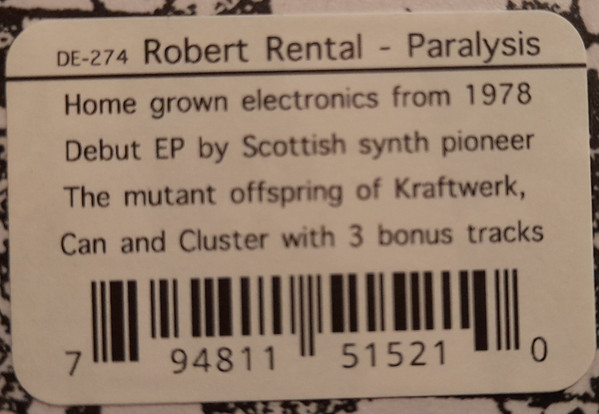 DE-274 Robert Rental - Paralysis
Home grown electronics from 1978
Debut EP by Scottish synth pioneer
The mutant offspring of Kraftwerk,
Can and Cluster with 3 bonus tracks
7 94811 51521 0